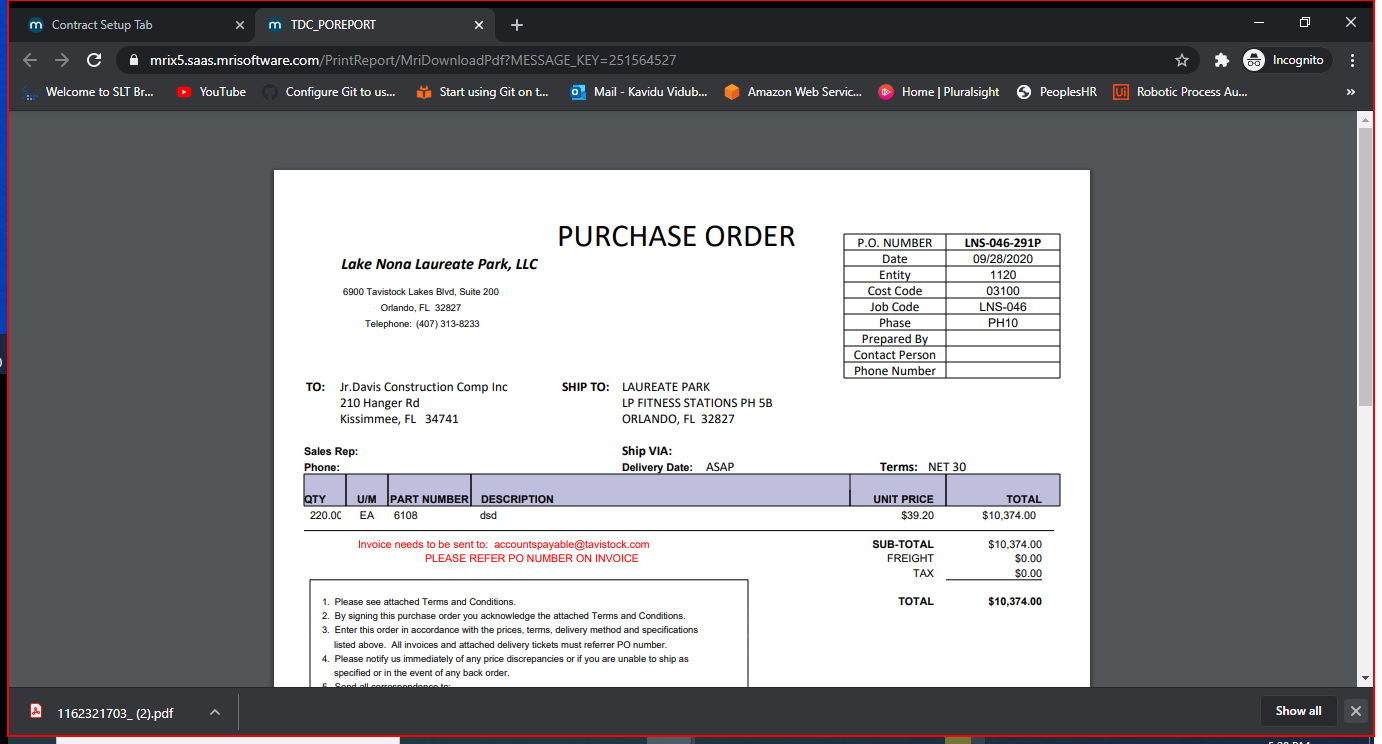 Contract Setup Tab
TDC_POREPORT
mrix5.saas.mrisoftware.com/PrintReport/MriDownloadPdf?MESSAGE_KEY=251564527
Incognito
Welcome to SLT Br...
YouTube
Configure Git to us...
Start using Git on t...
Mail - Kavidu Vidub...
Amazon Web Servic...
Home | Pluralsight
PeoplesHR
Robotic Process Au...
PURCHASE ORDER
Lake Nona Laureate Park, LLC
6900 Tavistock Lakes Blvd, Suite 200
Orlando, FL 32827
Telephone: (407) 313-8233
P.O. NUMBER LNS-046-291P
Date 09/28/2020
Entity 1120
Cost Code 03100
Job Code LNS-046
Phase PH10
Prepared By
Contact Person
Phone Number
TO: Jr.Davis Construction Comp Inc
210 Hanger Rd
Kissimmee, FL 34741
SHIP TO: LAUREATE PARK
LP FITNESS STATIONS PH 5B
ORLANDO, FL 32827
Sales Rep:
Phone:
Ship VIA:
Delivery Date: ASAP
Terms: NET 30
QTY U/M PART NUMBER DESCRIPTION UNIT PRICE TOTAL
220.00 EA 6108 dsd $39.20 $10,374.00
Invoice needs to be sent to: accountspayable@tavistock.com
PLEASE REFER PO NUMBER ON INVOICE
SUB-TOTAL $10,374.00
FREIGHT $0.00
TAX $0.00
TOTAL $10,374.00
1. Please see attached Terms and Conditions.
2. By signing this purchase order you acknowledge the attached Terms and Conditions.
3. Enter this order in accordance with the prices, terms, delivery method and specifications
listed above. All invoices and attached delivery tickets must referrer PO number.
4. Please notify us immediately of any price discrepancies or if you are unable to ship as
specified or in the event of any back order.
5. Send all correspondence to:
1162321703_ (2).pdf
Show all